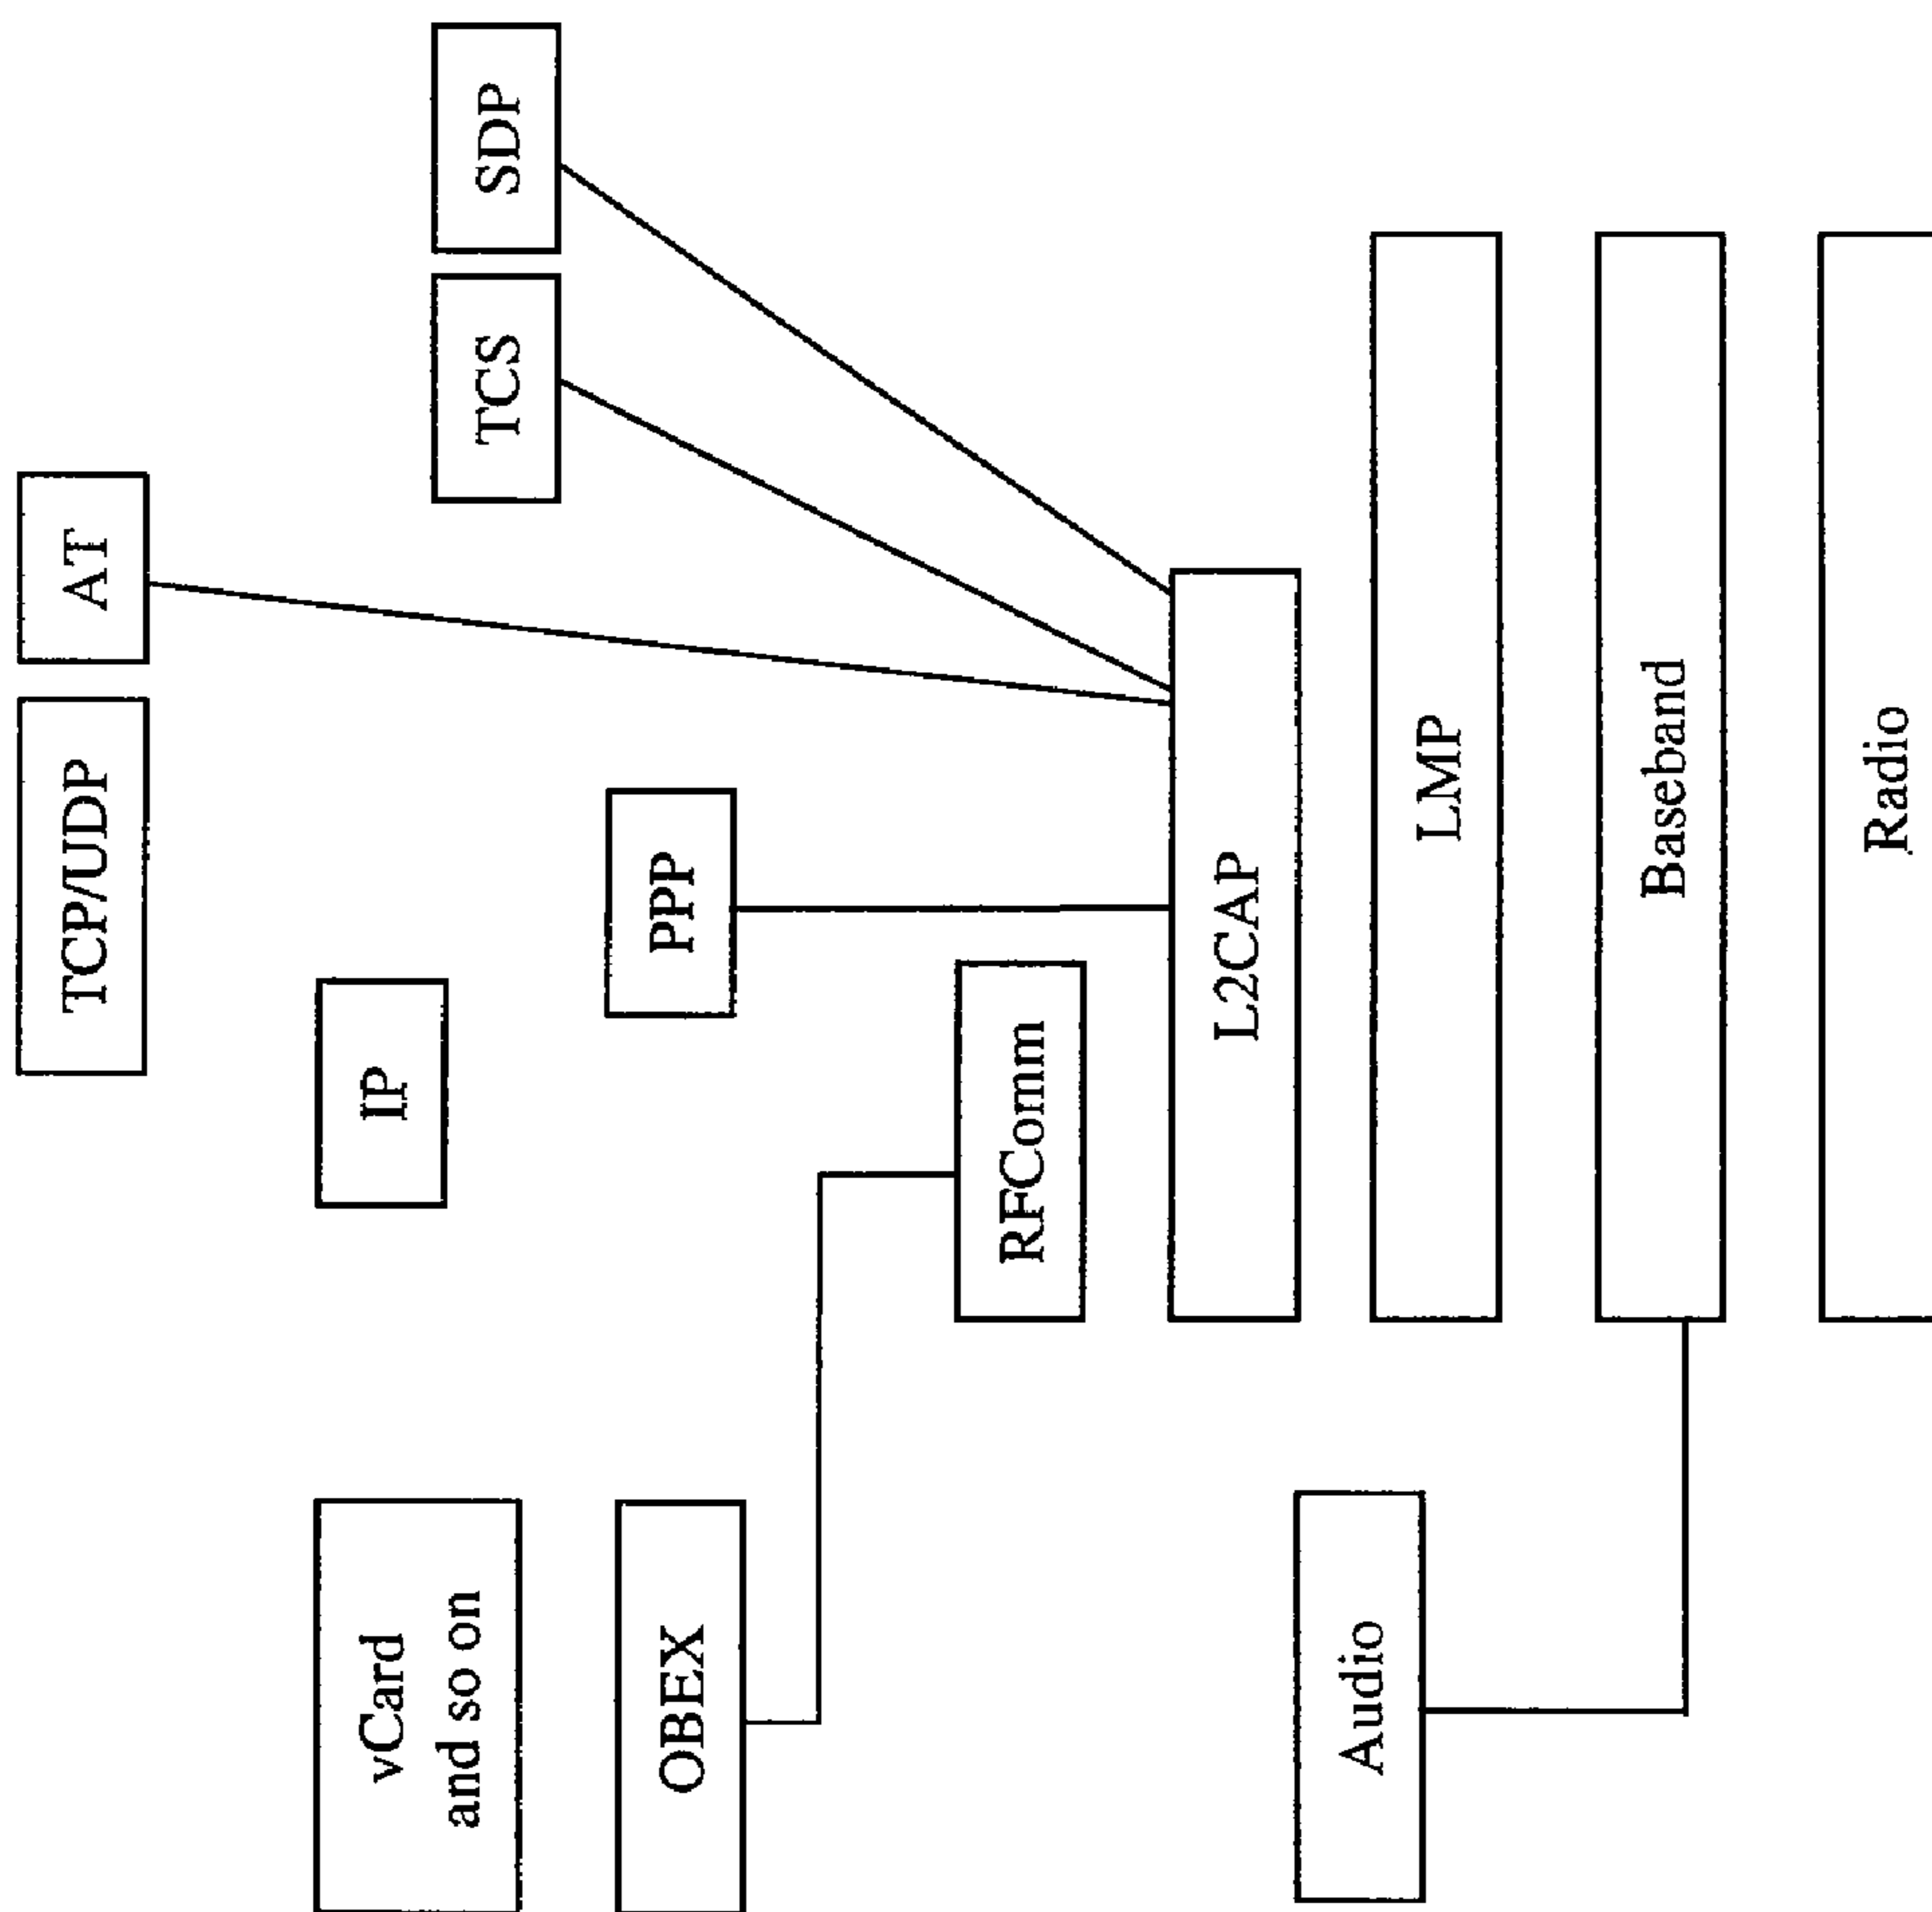 TCP/UDP
AT
vCard
and so on
IP
TCS
SDP
OBEX
PPP
RFComm
L2CAP
Audio
LMP
Baseband
Radio